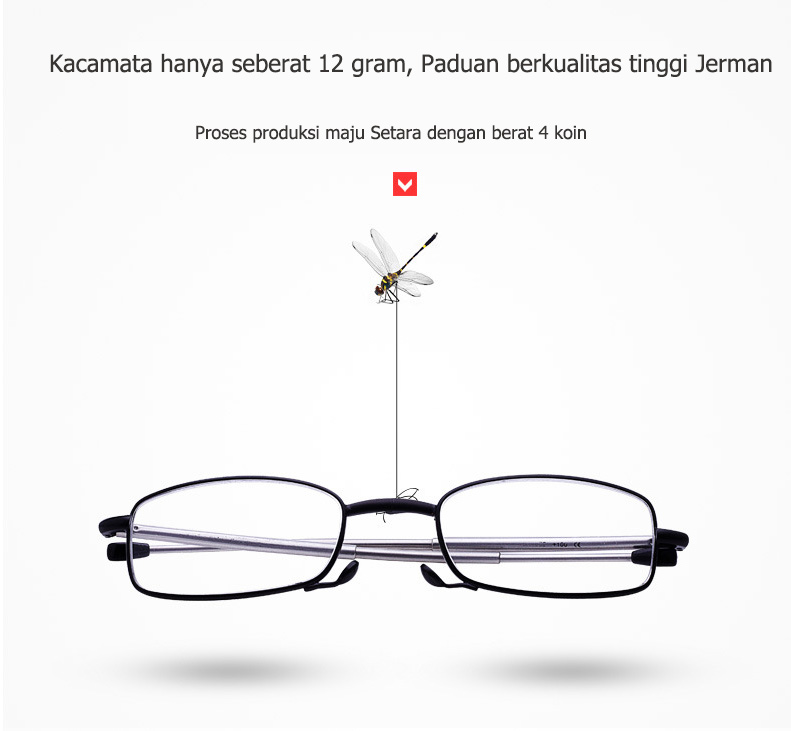 Kacamata hanya seberat 12 gram, Paduan berkualitas tinggi Jerman
Proses produksi maju Setara dengan berat 4 koin